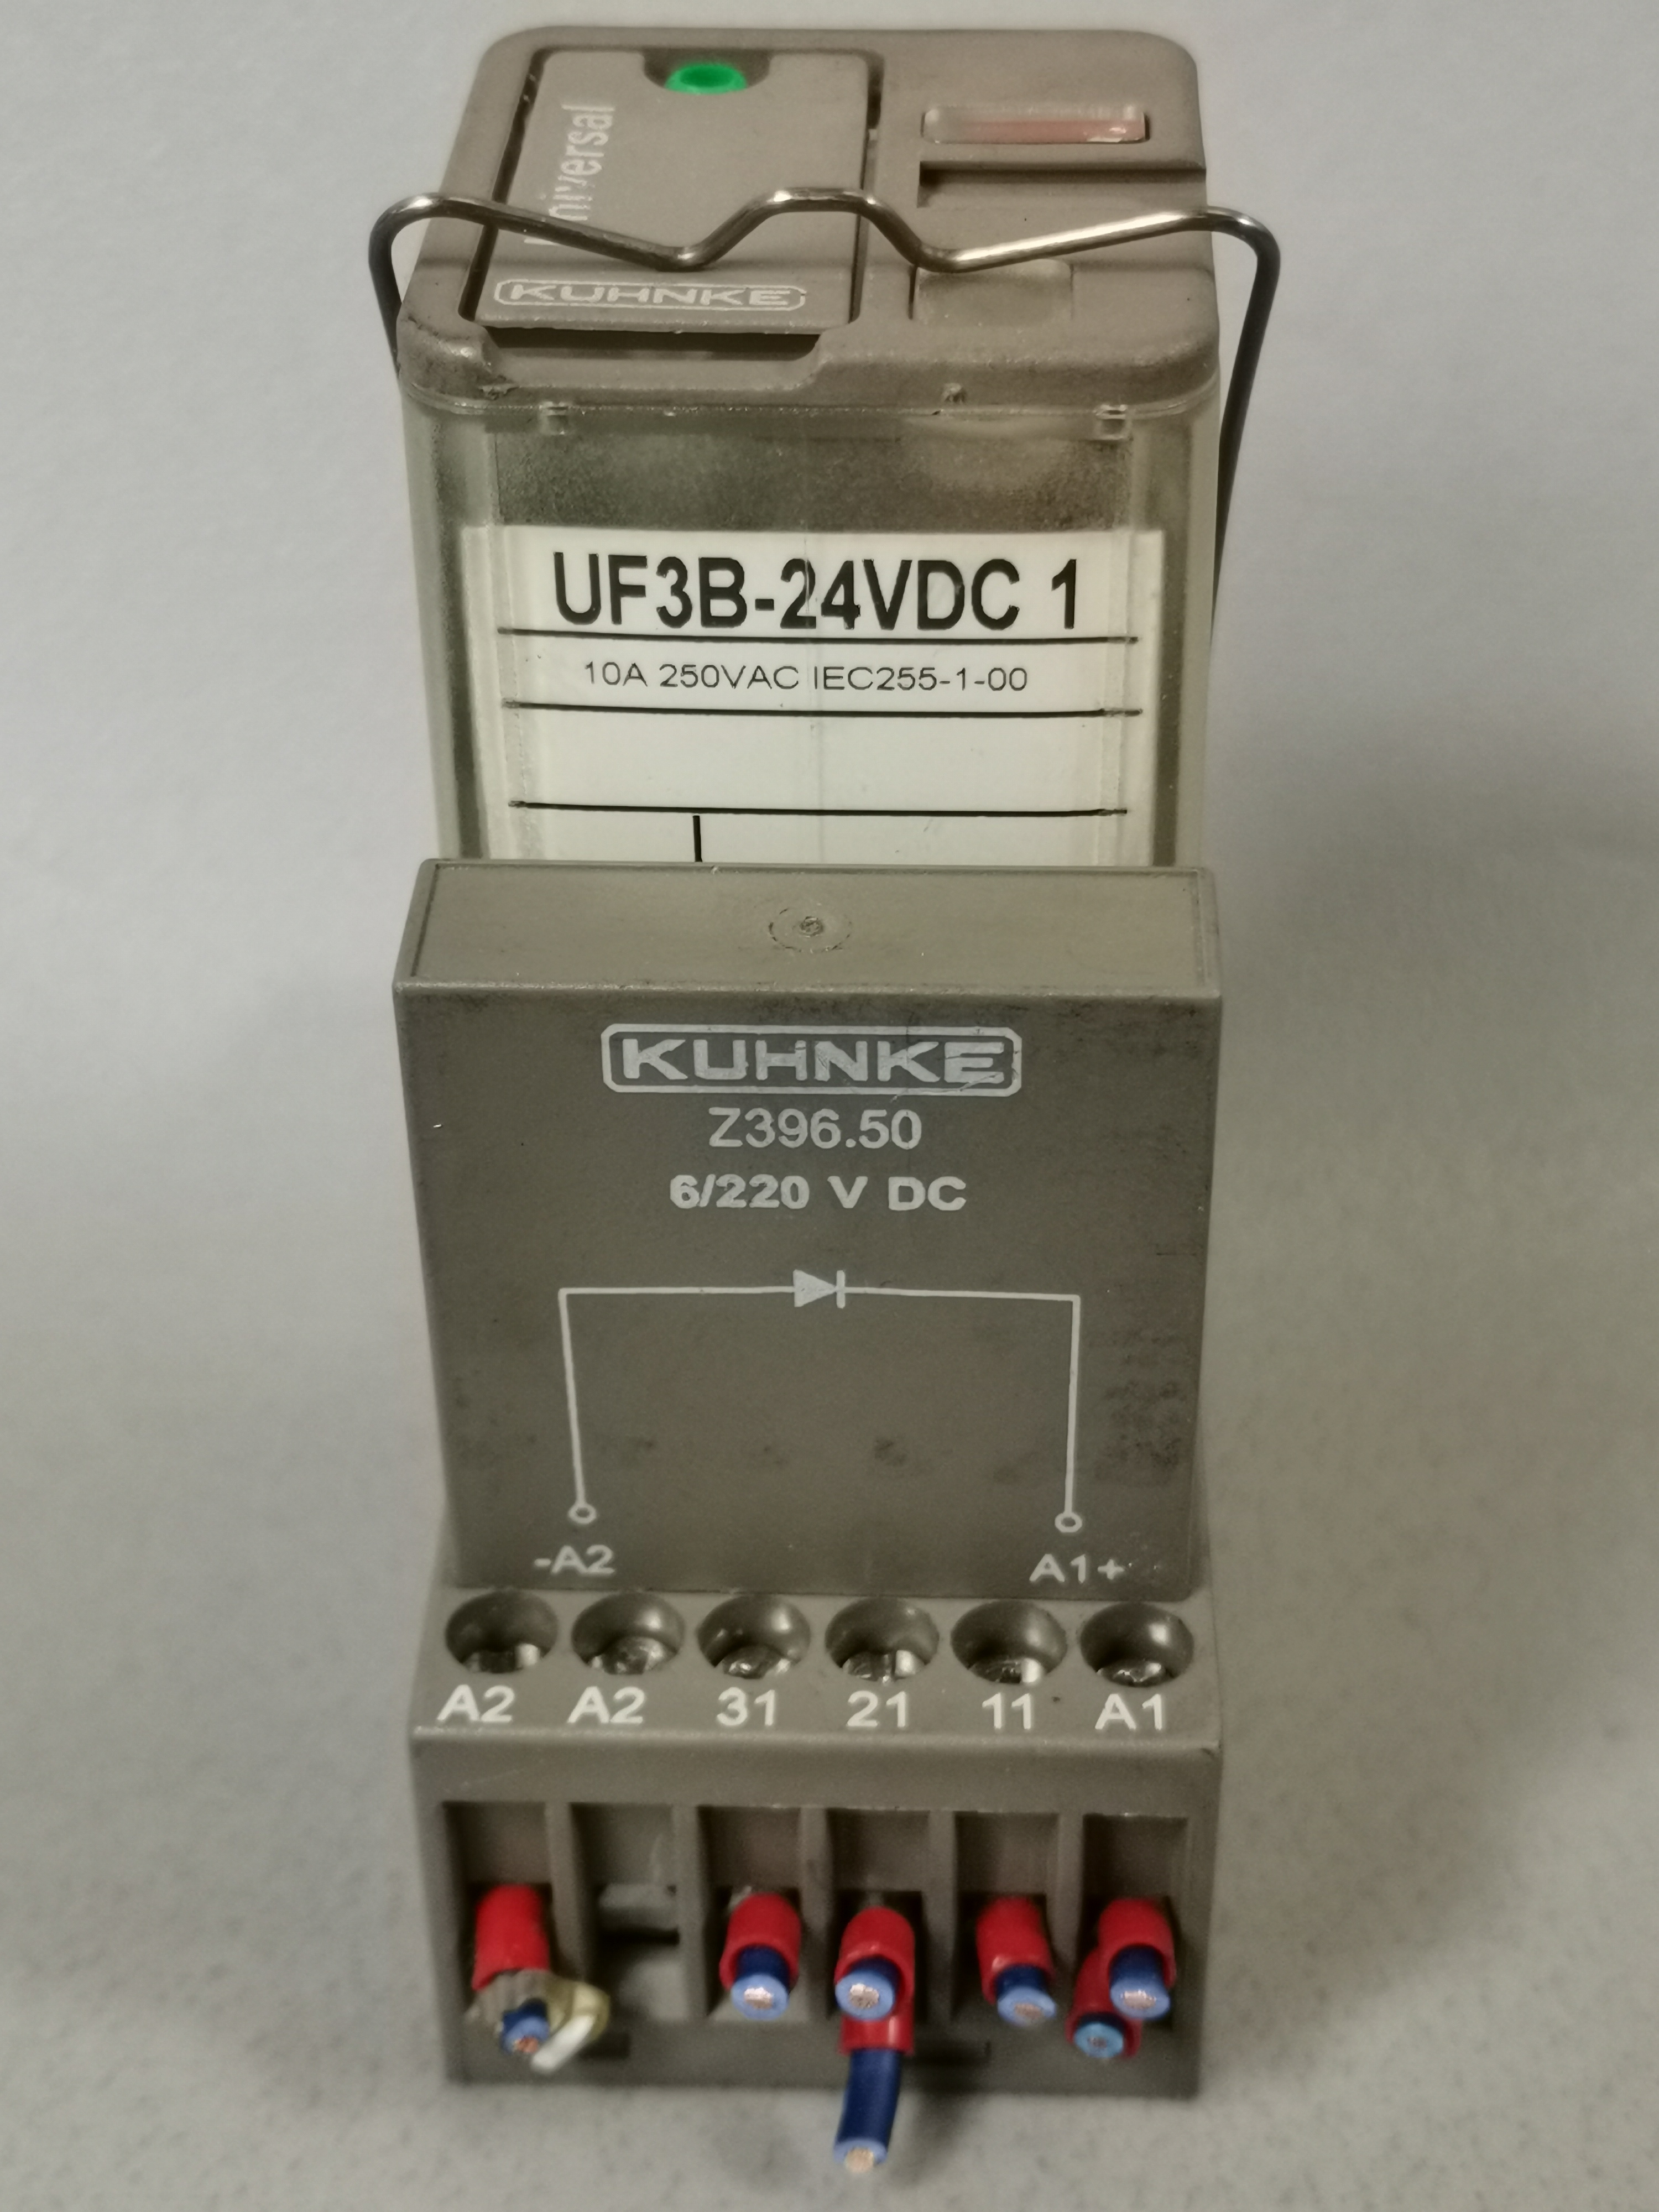 KUHNKE
UF3B-24VDC 1
10A 250VAC IEC255-1-00
KUHNKE
Z396.50
6/220 V DC
-A2 A1+
A2 A2 31 21 11 A1